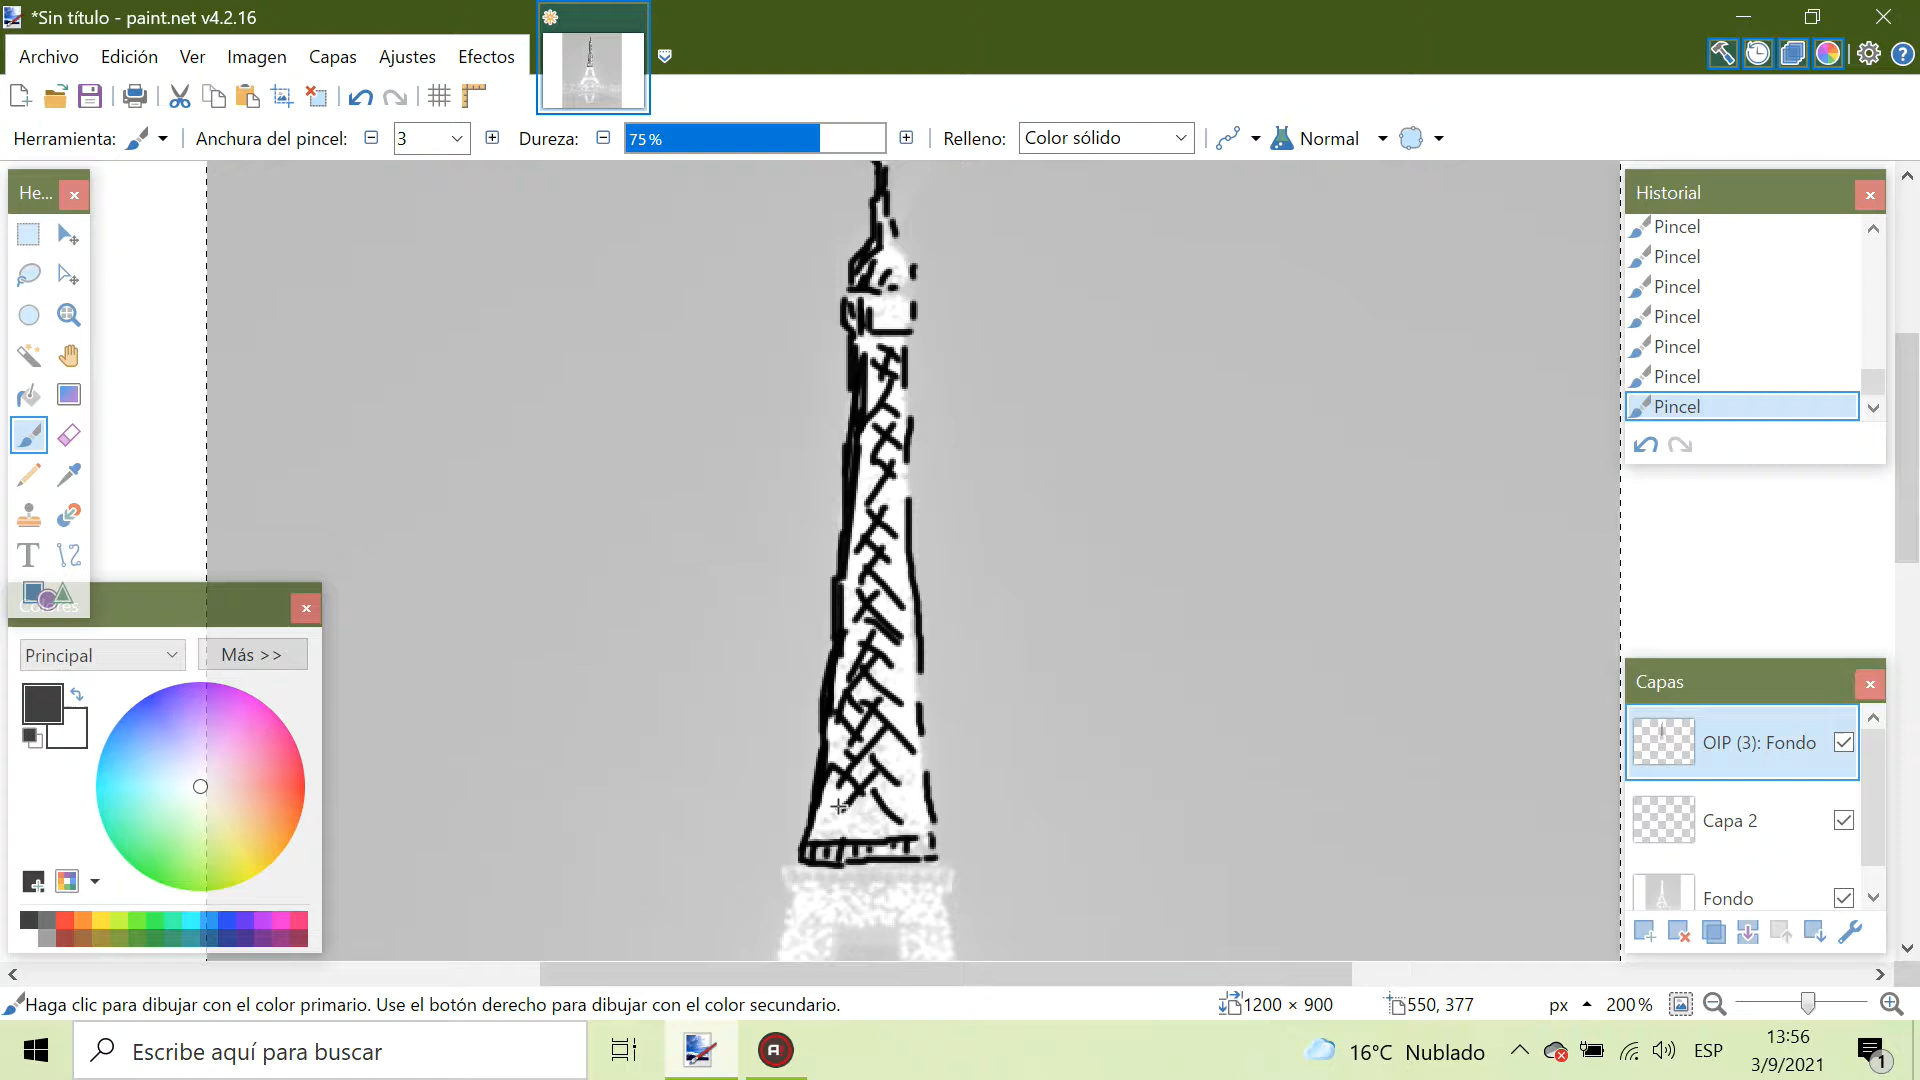 *Sin título - paint.net v4.2.16
Archivo Edición Ver Imagen Capas Ajustes Efectos
Herramienta: Anchura del pincel: 3 Dureza: 75% Relleno: Color sólido Normal
He...
Historial
Pincel
Pincel
Pincel
Pincel
Pincel
Pincel
Pincel
Colores
Principal Más >>
Capas
OIP (3): Fondo
Capa 2
Fondo
Haga clic para dibujar con el color primario. Use el botón derecho para dibujar con el color secundario. 1200 × 900 550, 377 px 200%
Escribe aquí para buscar
16°C Nublado ESP
13:56
3/9/2021
1